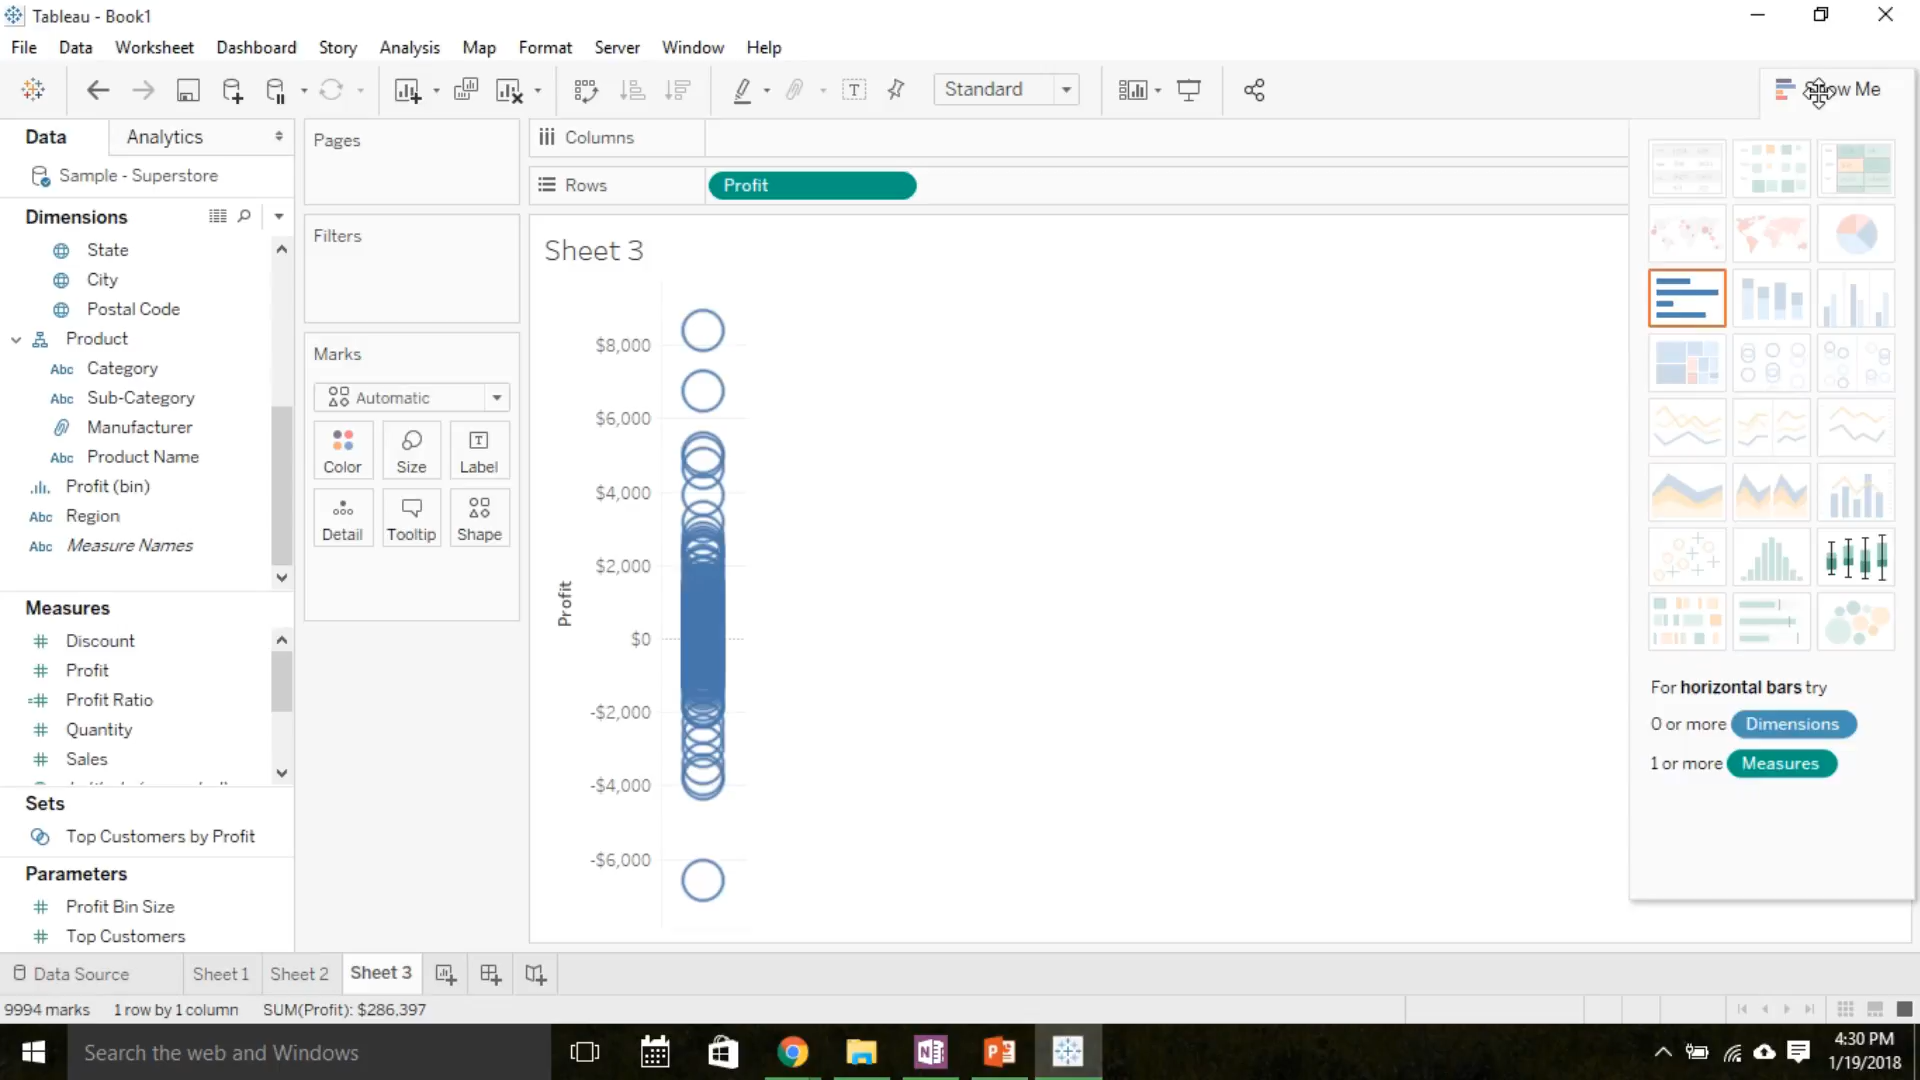 Tableau - Book1
File Data Worksheet Dashboard Story Analysis Map Format Server Window Help
Standard
Me
Data
Analytics
Sample - Superstore
Dimensions
State
City
Postal Code
Product
Abc Category
Abc Sub-Category
Manufacturer
Abc Product Name
Profit (bin)
Abc Region
Abc Measure Names
Measures
Discount
Profit
Profit Ratio
Quantity
Sales
Sets
Top Customers by Profit
Parameters
Profit Bin Size
Top Customers
Pages
Filters
Marks
Automatic
Color
Size
Label
Detail
Tooltip
Shape
Columns
Rows
Profit
Sheet 3
Profit
$8,000
$6,000
$4,000
$2,000
$0
-$2,000
-$4,000
-$6,000
For horizontal bars try
0 or more Dimensions
1 or more Measures
Data Source
Sheet 1
Sheet 2
Sheet 3
9994 marks
1 row by 1 column
SUM(Profit): $286,397
Search the web and Windows
4:30 PM
1/19/2018